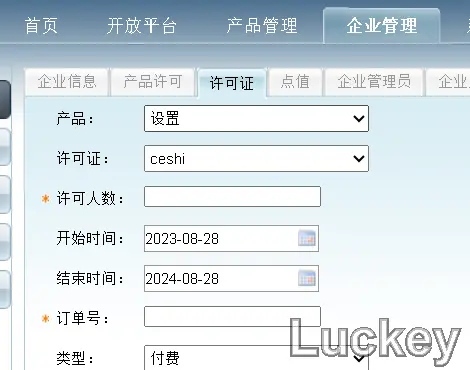 首页 开放平台 产品管理 企业管理
企业信息 产品许可 许可证 点值 企业管理员 企业
产品： 设置
许可证： ceshi
* 许可人数：
开始时间： 2023-08-28
结束时间： 2024-08-28
* 订单号：
类型： 付费
Luckey